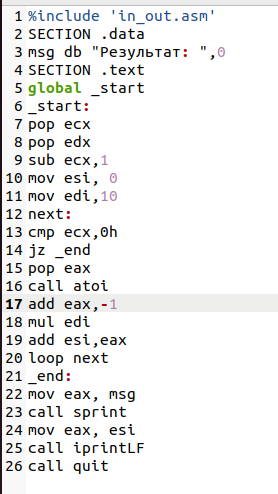 1 %include 'in_out.asm'
2 SECTION .data
3 msg db "Результат: ",0
4 SECTION .text
5 global _start
6 _start:
7 pop ecx
8 pop edx
9 sub ecx,1
10 mov esi, 0
11 mov edi,10
12 next:
13 cmp ecx,0h
14 jz _end
15 pop eax
16 call atoi
17 add eax,-1
18 mul edi
19 add esi,eax
20 loop next
21 _end:
22 mov eax, msg
23 call sprint
24 mov eax, esi
25 call iprintLF
26 call quit